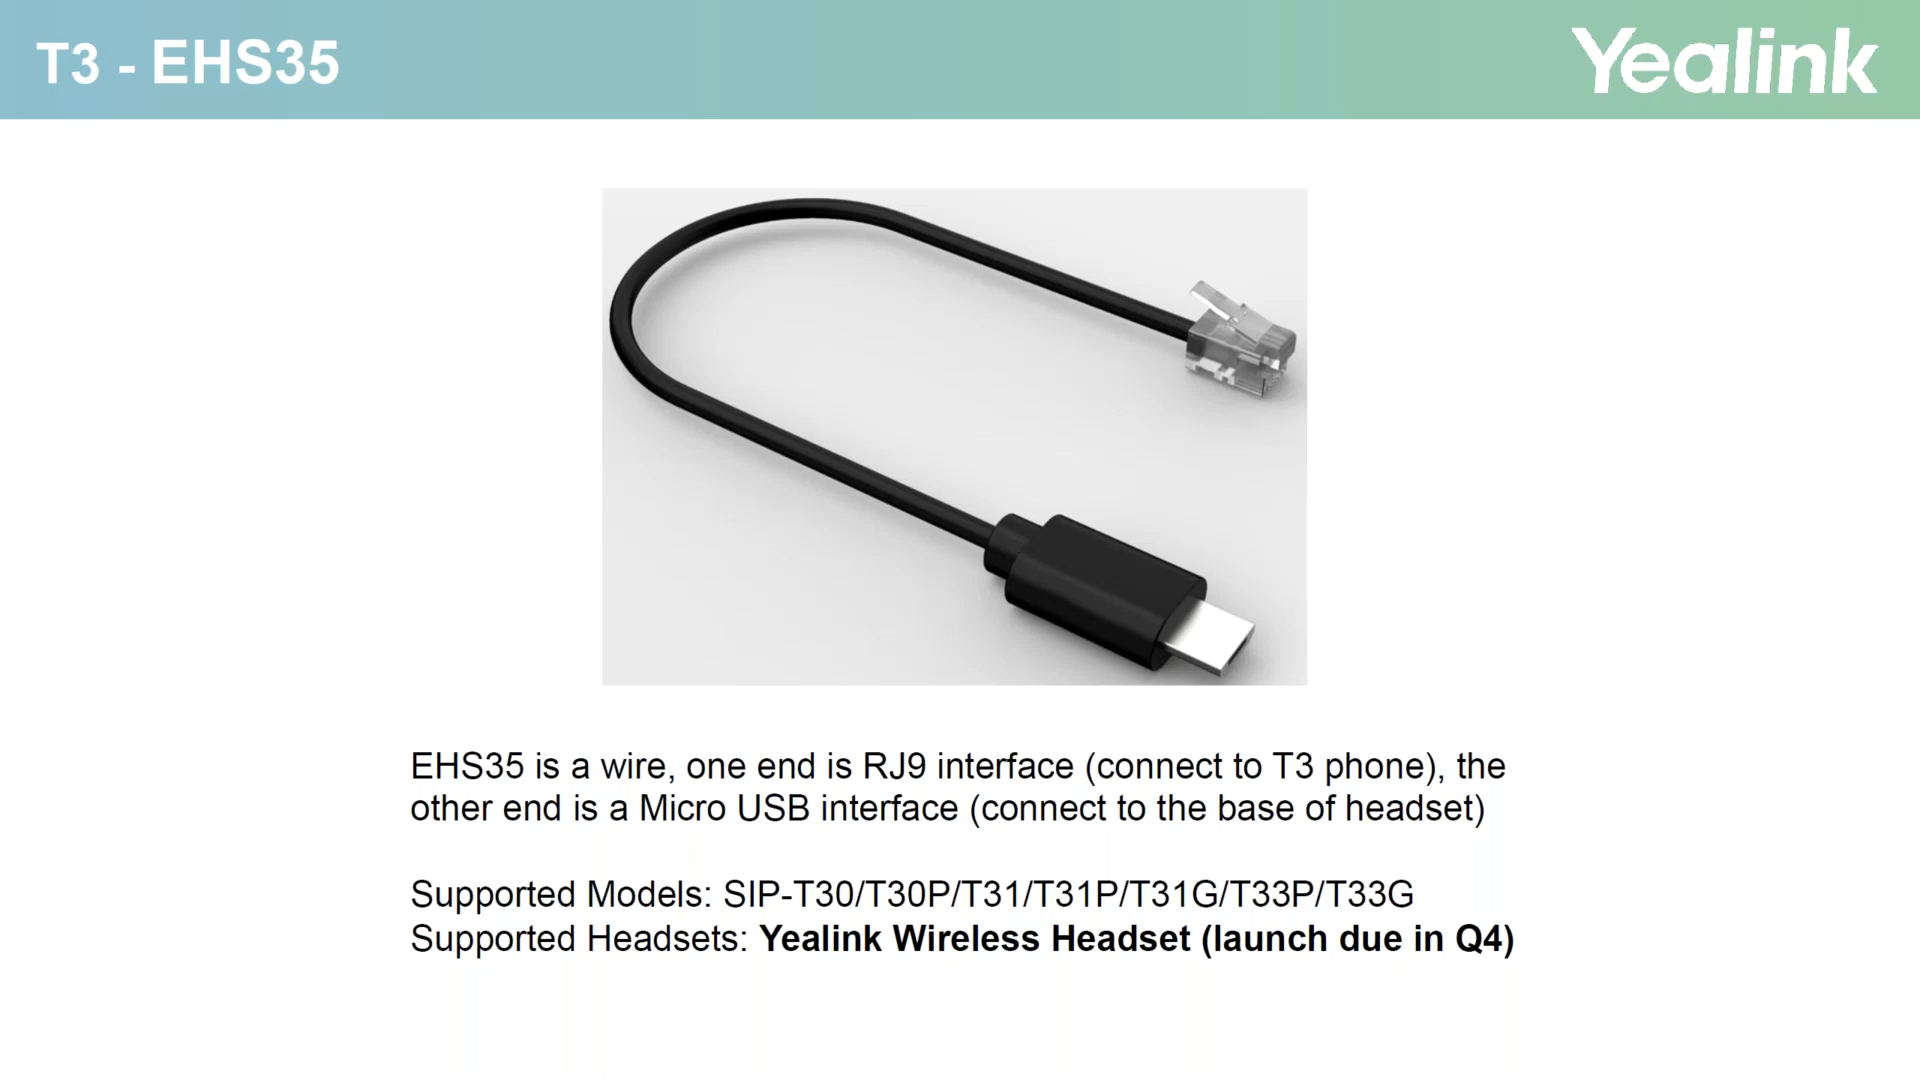 T3 - EHS35
Yealink
EHS35 is a wire, one end is RJ9 interface (connect to T3 phone), the
other end is a Micro USB interface (connect to the base of headset)
Supported Models: SIP-T30/T30P/T31/T31P/T31G/T33P/T33G
Supported Headsets: Yealink Wireless Headset (launch due in Q4)